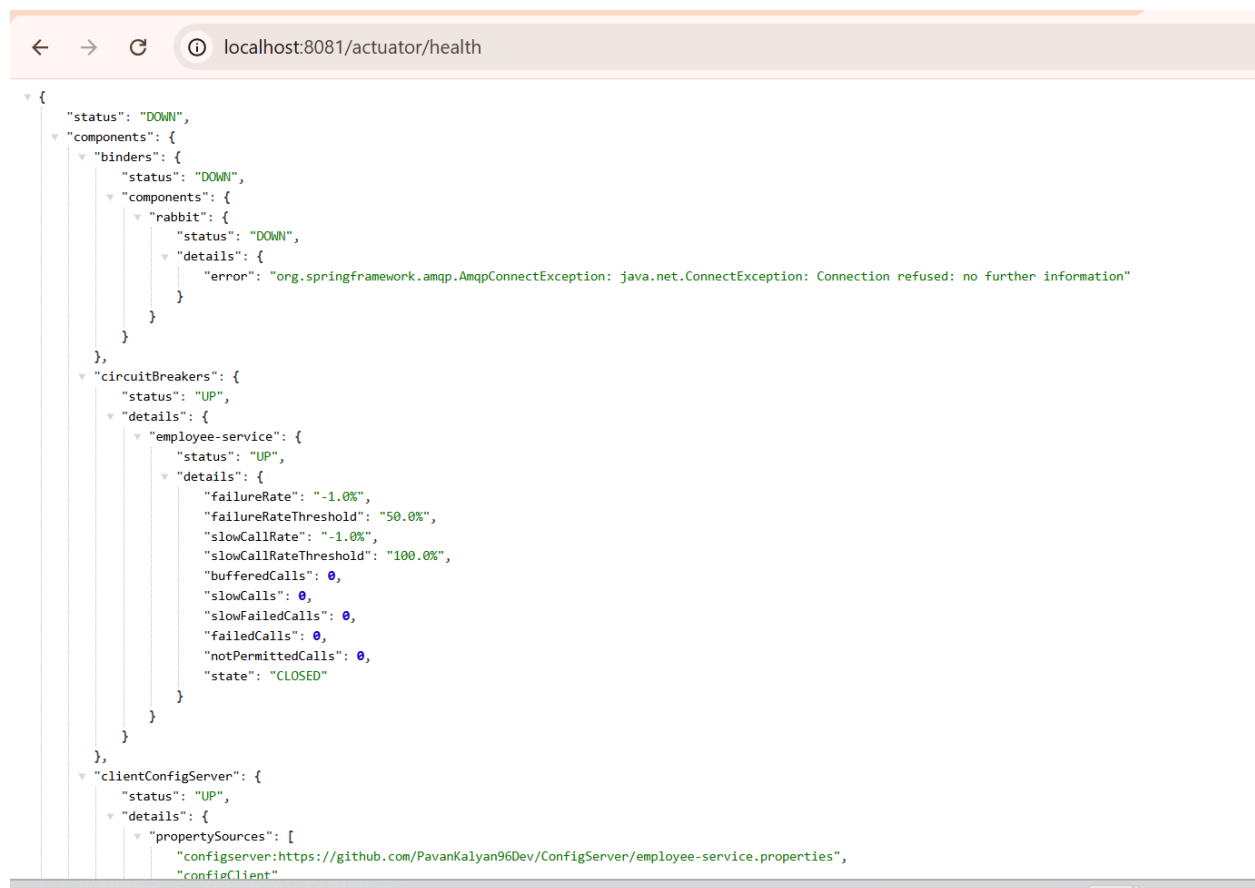 localhost:8081/actuator/health
{
"status": "DOWN",
"components": {
"binders": {
"status": "DOWN",
"components": {
"rabbit": {
"status": "DOWN",
"details": {
"error": "org.springframework.amqp.AmqpConnectException: java.net.ConnectException: Connection refused: no further information"
}
}
}
},
"circuitBreakers": {
"status": "UP",
"details": {
"employee-service": {
"status": "UP",
"details": {
"failureRate": "-1.0%",
"failureRateThreshold": "50.0%",
"slowCallRate": "-1.0%",
"slowCallRateThreshold": "100.0%",
"bufferedCalls": 0,
"slowCalls": 0,
"slowFailedCalls": 0,
"failedCalls": 0,
"notPermittedCalls": 0,
"state": "CLOSED"
}
}
}
},
"clientConfigServer": {
"status": "UP",
"details": {
"propertySources": [
"configserver:https://github.com/PavanKalyan96Dev/ConfigServer/employee-service.properties",
"configClient"